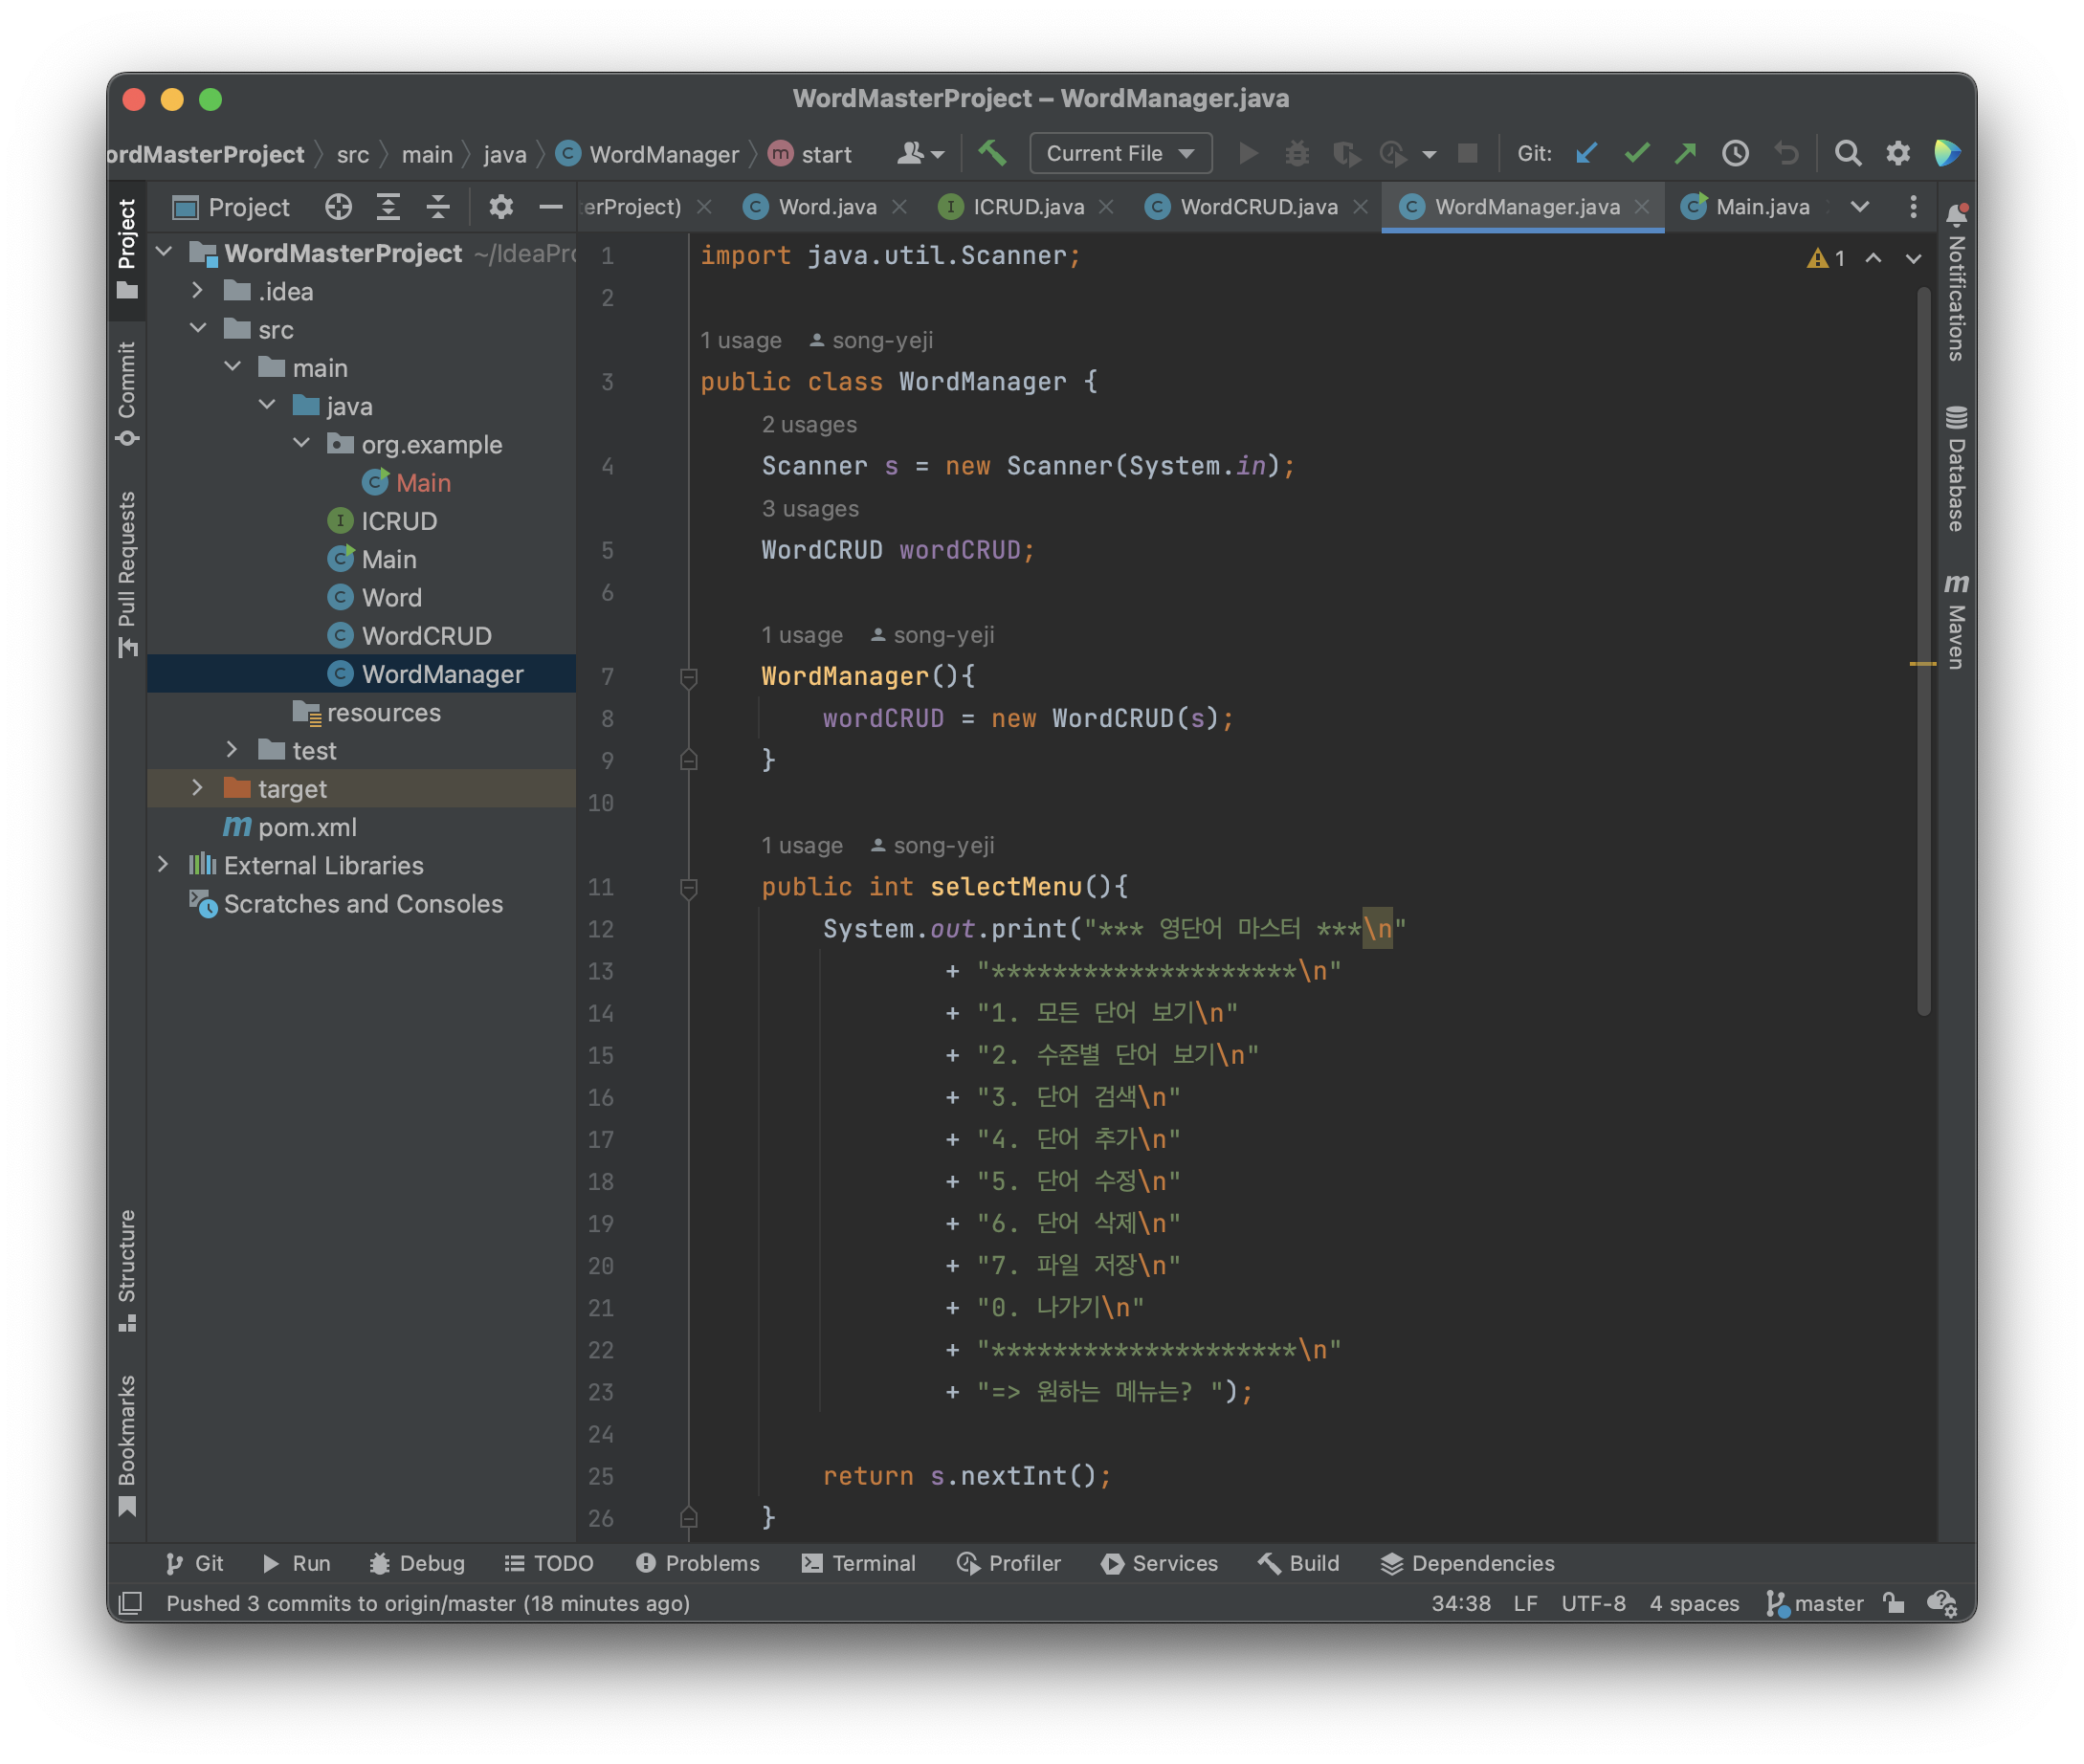 WordMasterProject – WordManager.java
ordMasterProject src main java WordManager start Current File Git:
Project erProject) Word.java ICRUD.java WordCRUD.java WordManager.java Main.java
Project
Commit
Pull Requests
Structure
Bookmarks
WordMasterProject ~/IdeaPro
.idea
src
main
java
org.example
Main
ICRUD
Main
Word
WordCRUD
WordManager
resources
test
target
pom.xml
External Libraries
Scratches and Consoles
1 import java.util.Scanner;
2
1 usage song-yeji
3 public class WordManager {
2 usages
4 Scanner s = new Scanner(System.in);
3 usages
5 WordCRUD wordCRUD;
6
1 usage song-yeji
7 WordManager(){
8 wordCRUD = new WordCRUD(s);
9 }
10
1 usage song-yeji
11 public int selectMenu(){
12 System.out.print("*** 영단어 마스터 ***\n"
13 + "********************\n"
14 + "1. 모든 단어 보기\n"
15 + "2. 수준별 단어 보기\n"
16 + "3. 단어 검색\n"
17 + "4. 단어 추가\n"
18 + "5. 단어 수정\n"
19 + "6. 단어 삭제\n"
20 + "7. 파일 저장\n"
21 + "0. 나가기\n"
22 + "********************\n"
23 + "=> 원하는 메뉴는? ");
24
25 return s.nextInt();
26 }
1
Notifications
Database
Maven
Git Run Debug TODO Problems Terminal Profiler Services Build Dependencies
Pushed 3 commits to origin/master (18 minutes ago) 34:38 LF UTF-8 4 spaces master